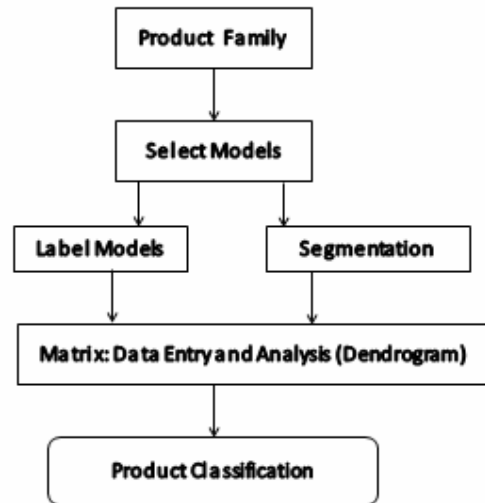 Product Family
Select Models
Label Models
Segmentation
Matrix: Data Entry and Analysis (Dendrogram)
Product Classification